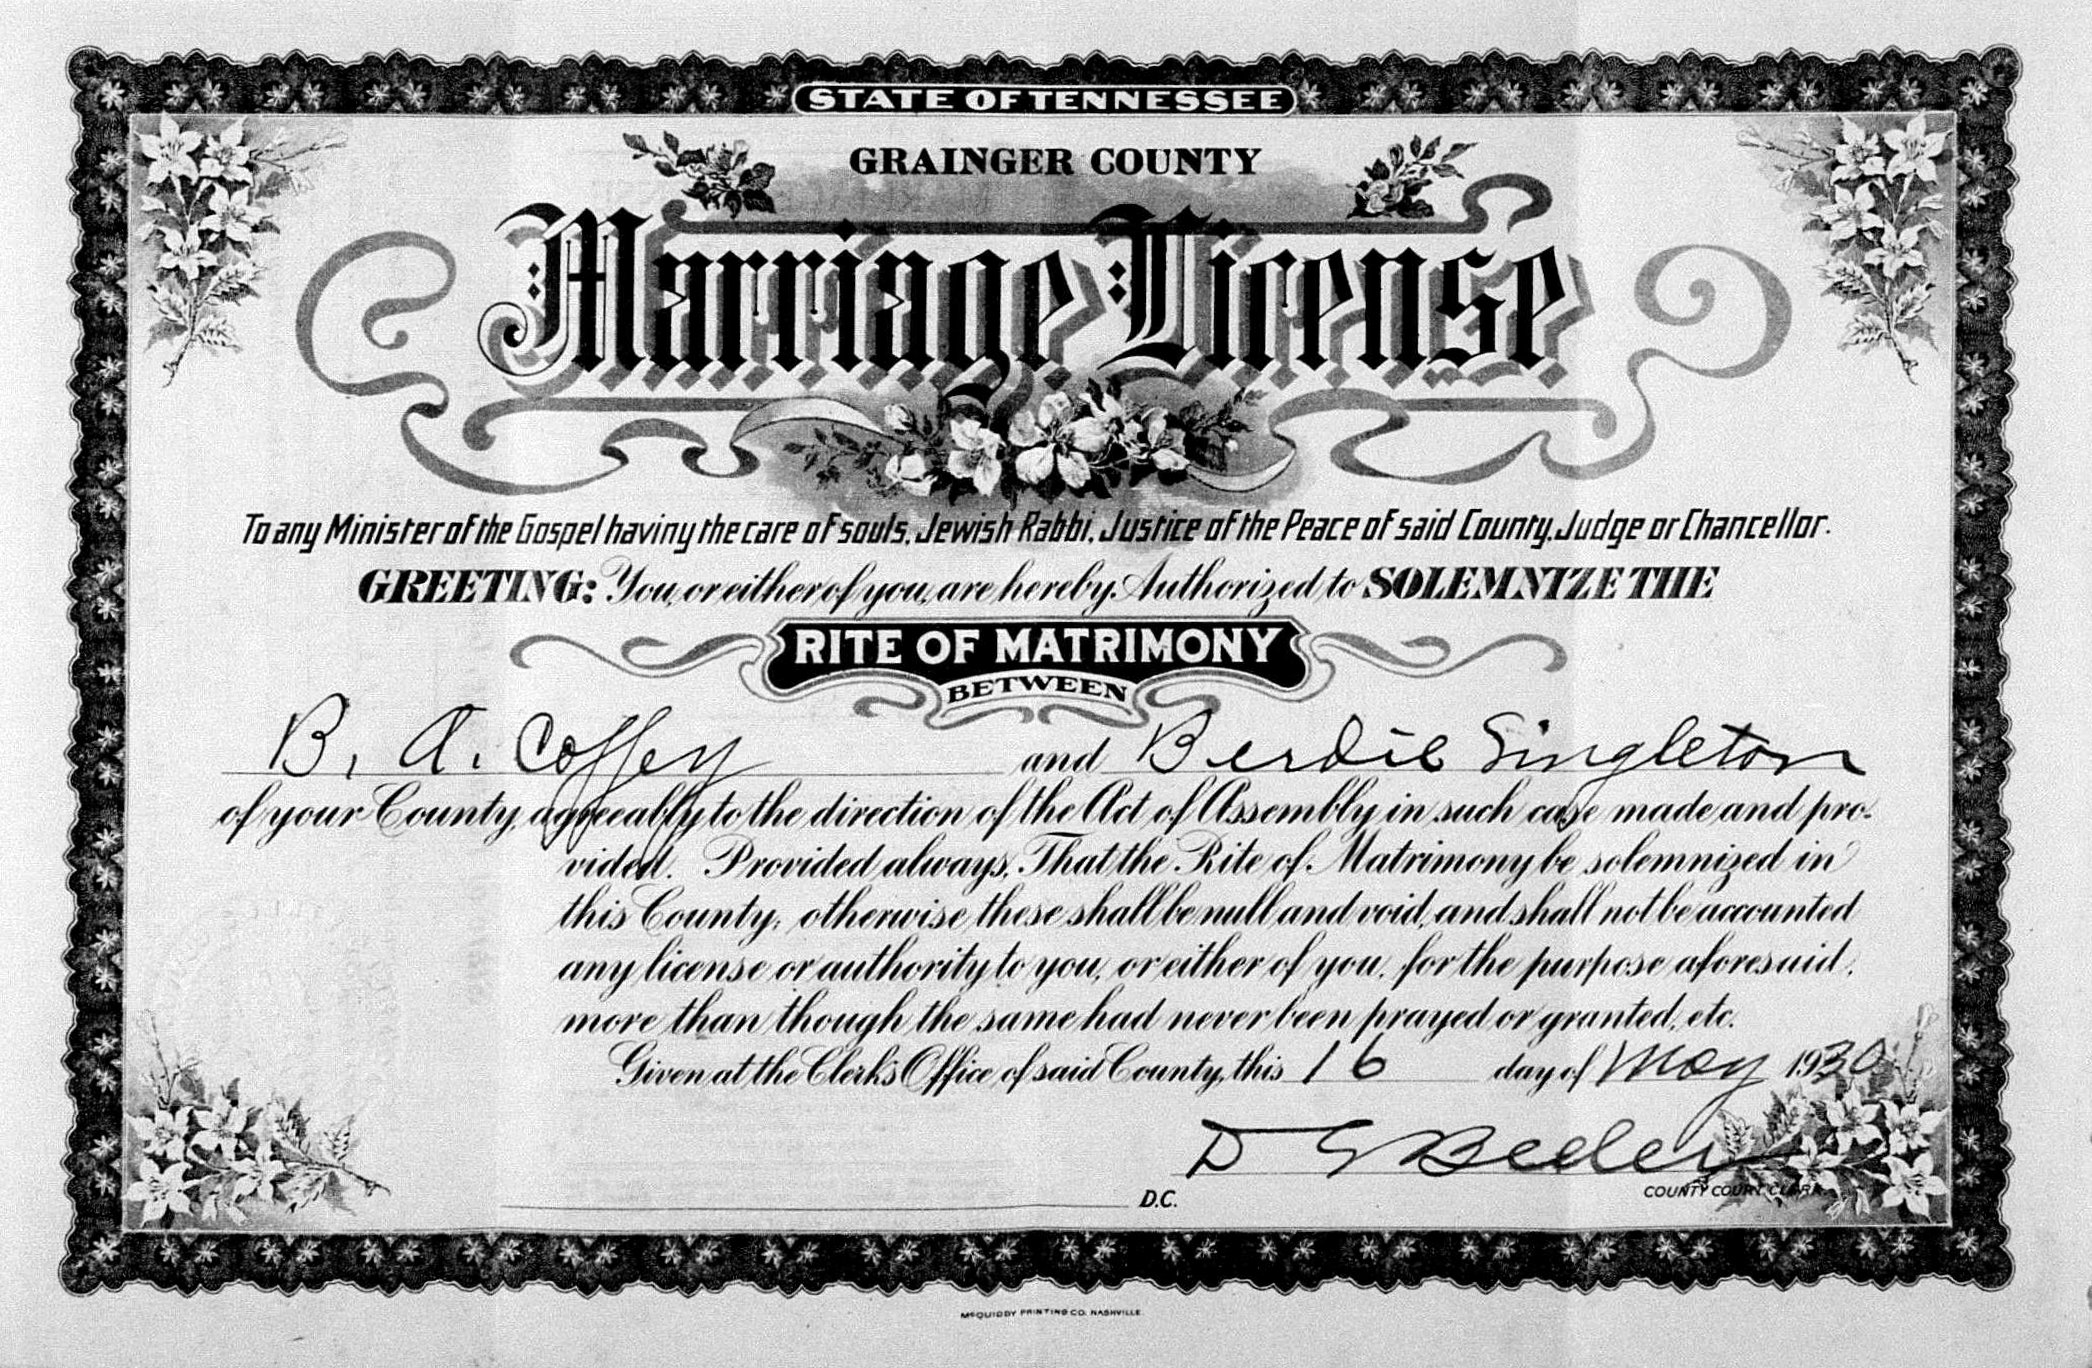 STATE OF TENNESSEE
GRAINGER COUNTY
Marriage License
To any Minister of the Gospel having the care of souls, Jewish Rabbi, Justice of the Peace of said County, Judge or Chancellor.
GREETING: You, or either of you, are hereby Authorized to SOLEMNIZE THE
RITE OF MATRIMONY
BETWEEN
B. A. Coffey and Berdie Singleton
of your County, agreeably to the direction of the Act of Assembly in such case made and pro-
vided. Provided always, That the Rite of Matrimony be solemnized in
this County; otherwise these shall be null and void, and shall not be accounted
any license or authority to you, or either of you, for the purpose aforesaid,
more than though the same had never been prayed or granted, etc.
Given at the Clerk's Office of said County, this 16 day of May 1930
D G Beeler
COUNTY COURT CLERK.
D.C.
McQUIDDY PRINTING CO. NASHVILLE